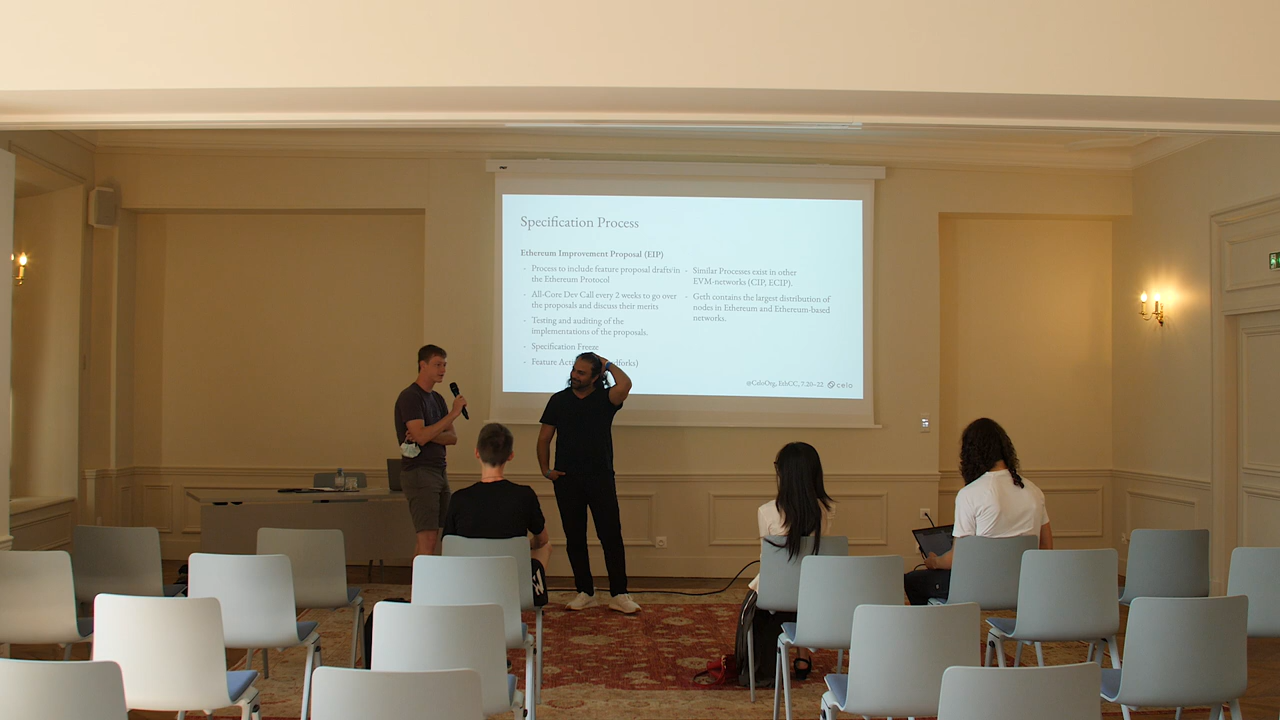 Specification Process
Ethereum Improvement Proposal (EIP)
- Process to include feature proposal drafts in
the Ethereum Protocol
- All-Core Dev Call every 2 weeks to go over
the proposals and discuss their merits
- Testing and auditing of the
implementations of the proposals.
- Specification Freeze
- Feature
- Similar Processes exist in other
EVM-networks (CIP, ECIP).
- Geth contains the largest distribution of
nodes in Ethereum and Ethereum-based
networks.
@CeloOrg, EthCC, 7.20-22 celo